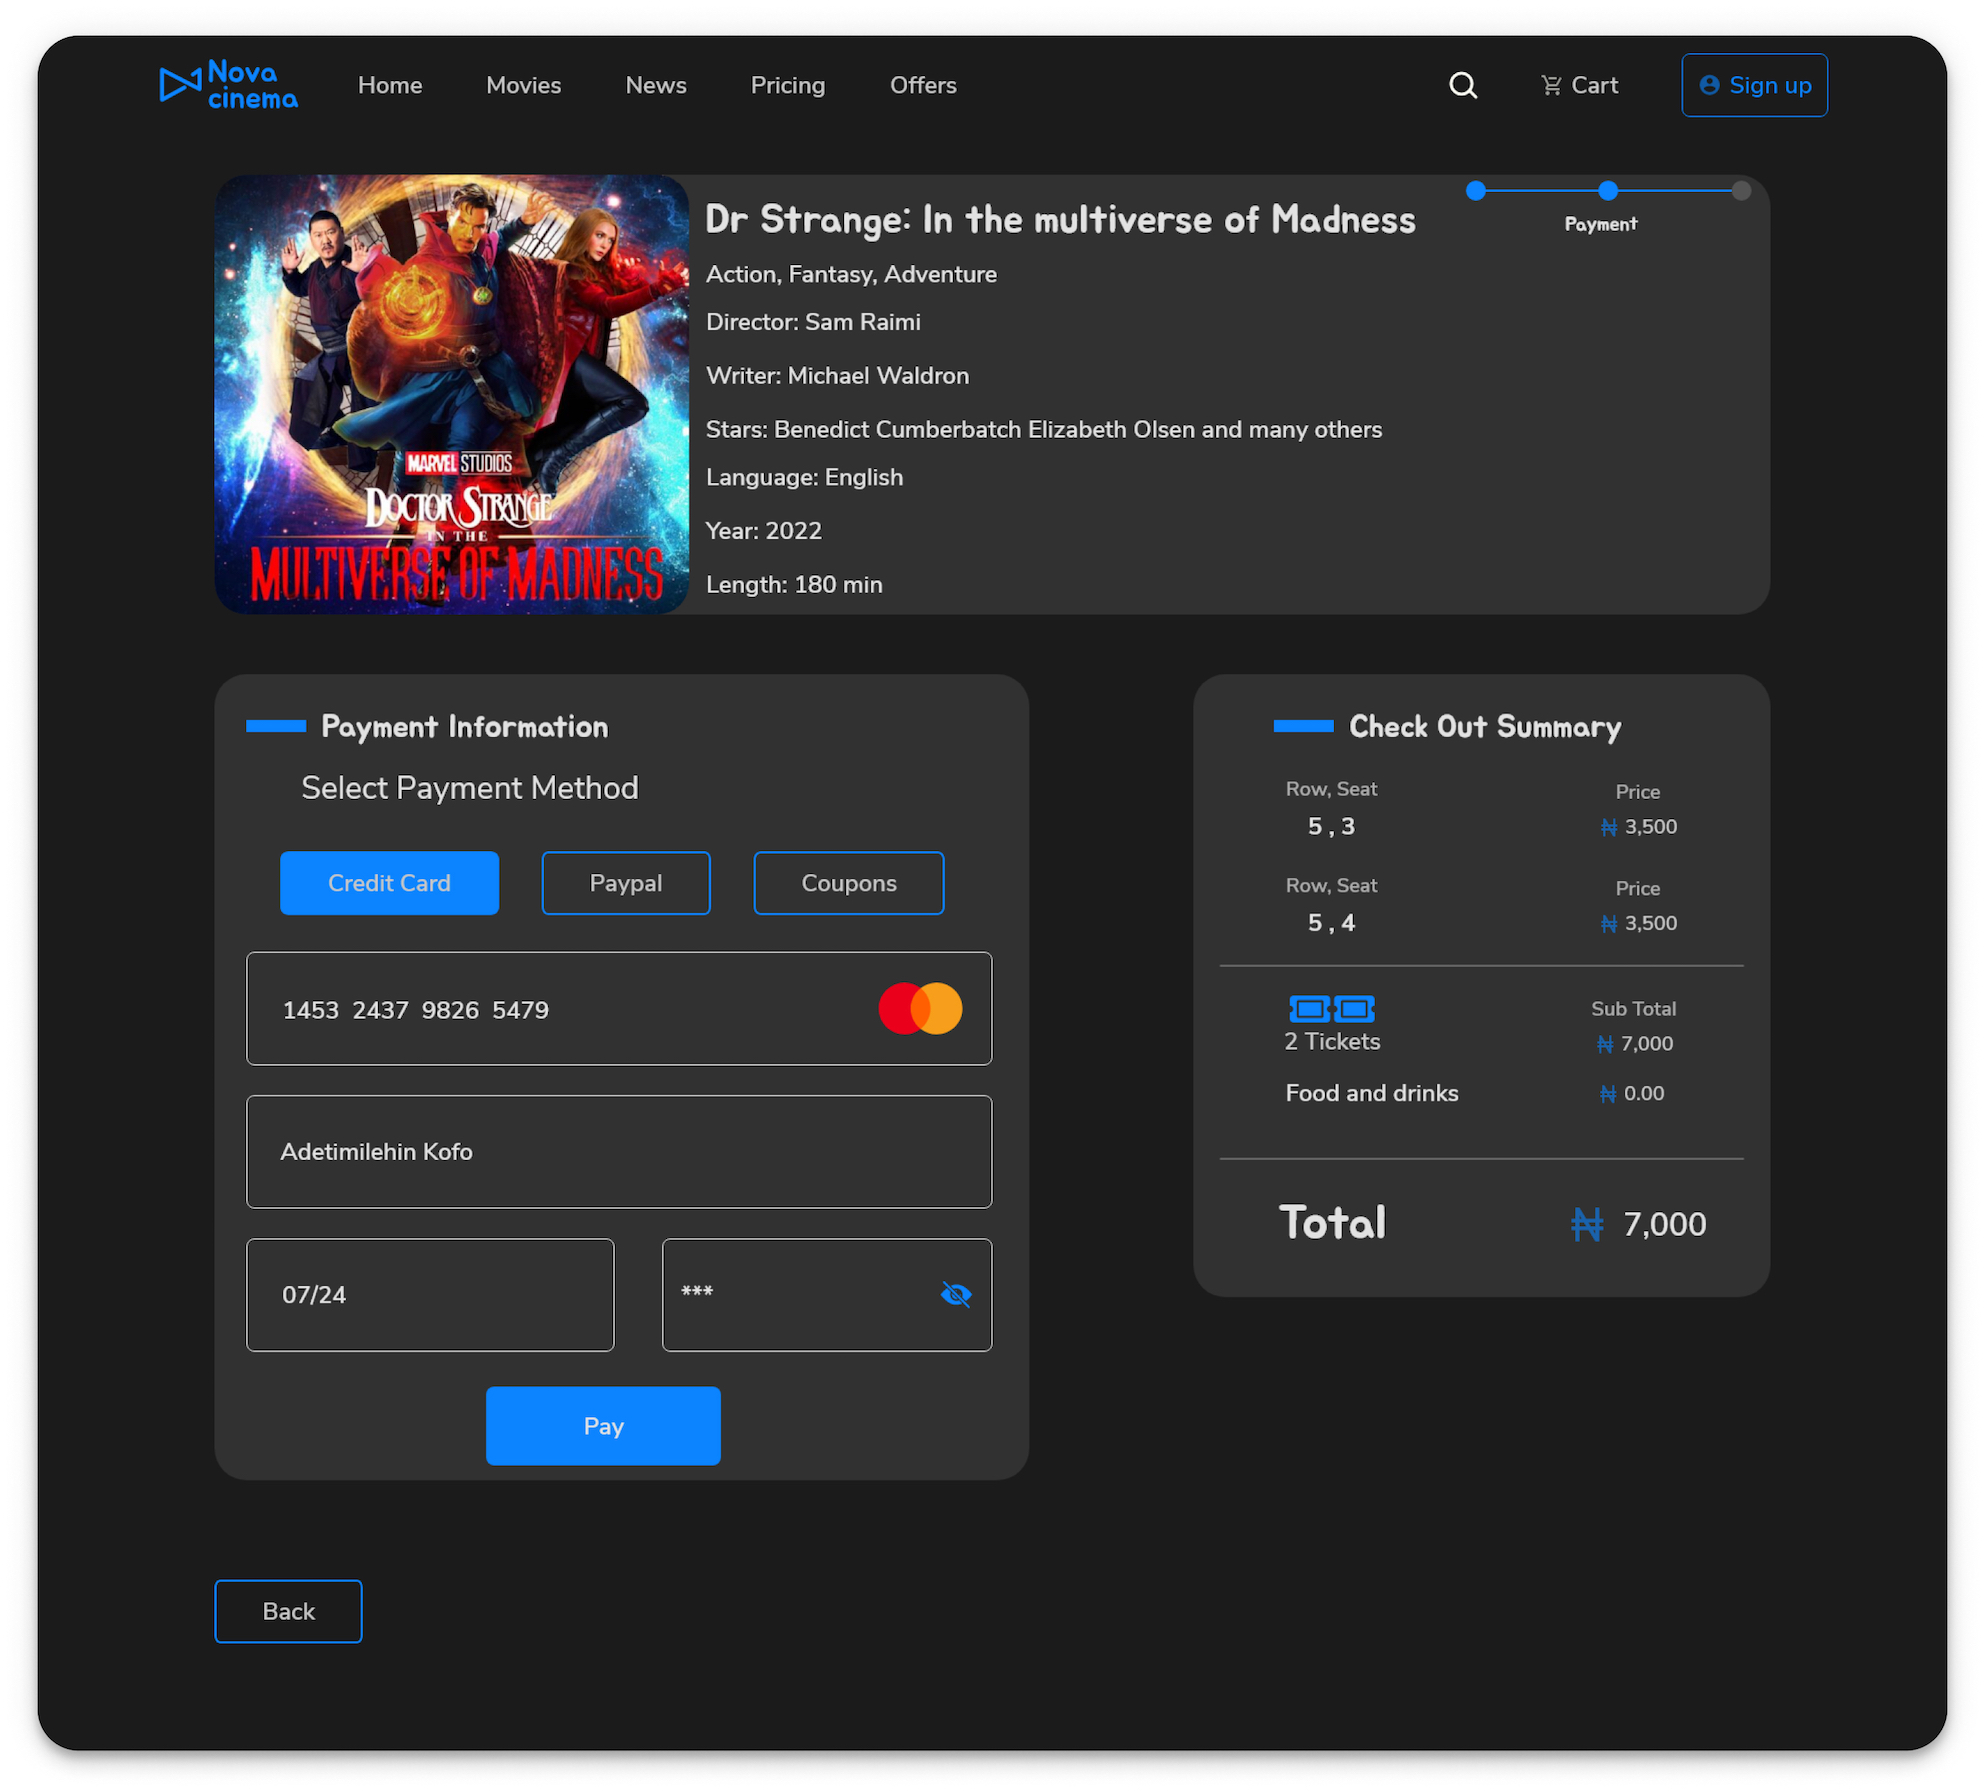 Nova
cinema
Home
Movies
News
Pricing
Offers
Cart
Sign up
Dr Strange: In the multiverse of Madness
Payment
Action, Fantasy, Adventure
Director: Sam Raimi
Writer: Michael Waldron
Stars: Benedict Cumberbatch Elizabeth Olsen and many others
Language: English
Year: 2022
Length: 180 min
MARVEL STUDIOS
DOCTOR STRANGE
IN THE
MULTIVERSE OF MADNESS
Payment Information
Select Payment Method
Credit Card
Paypal
Coupons
1453 2437 9826 5479
Adetimilehin Kofo
07/24
***
Pay
Check Out Summary
Row, Seat
Price
5 , 3
₦ 3,500
Row, Seat
Price
5 , 4
₦ 3,500
Sub Total
2 Tickets
₦ 7,000
Food and drinks
₦ 0.00
Total
₦ 7,000
Back